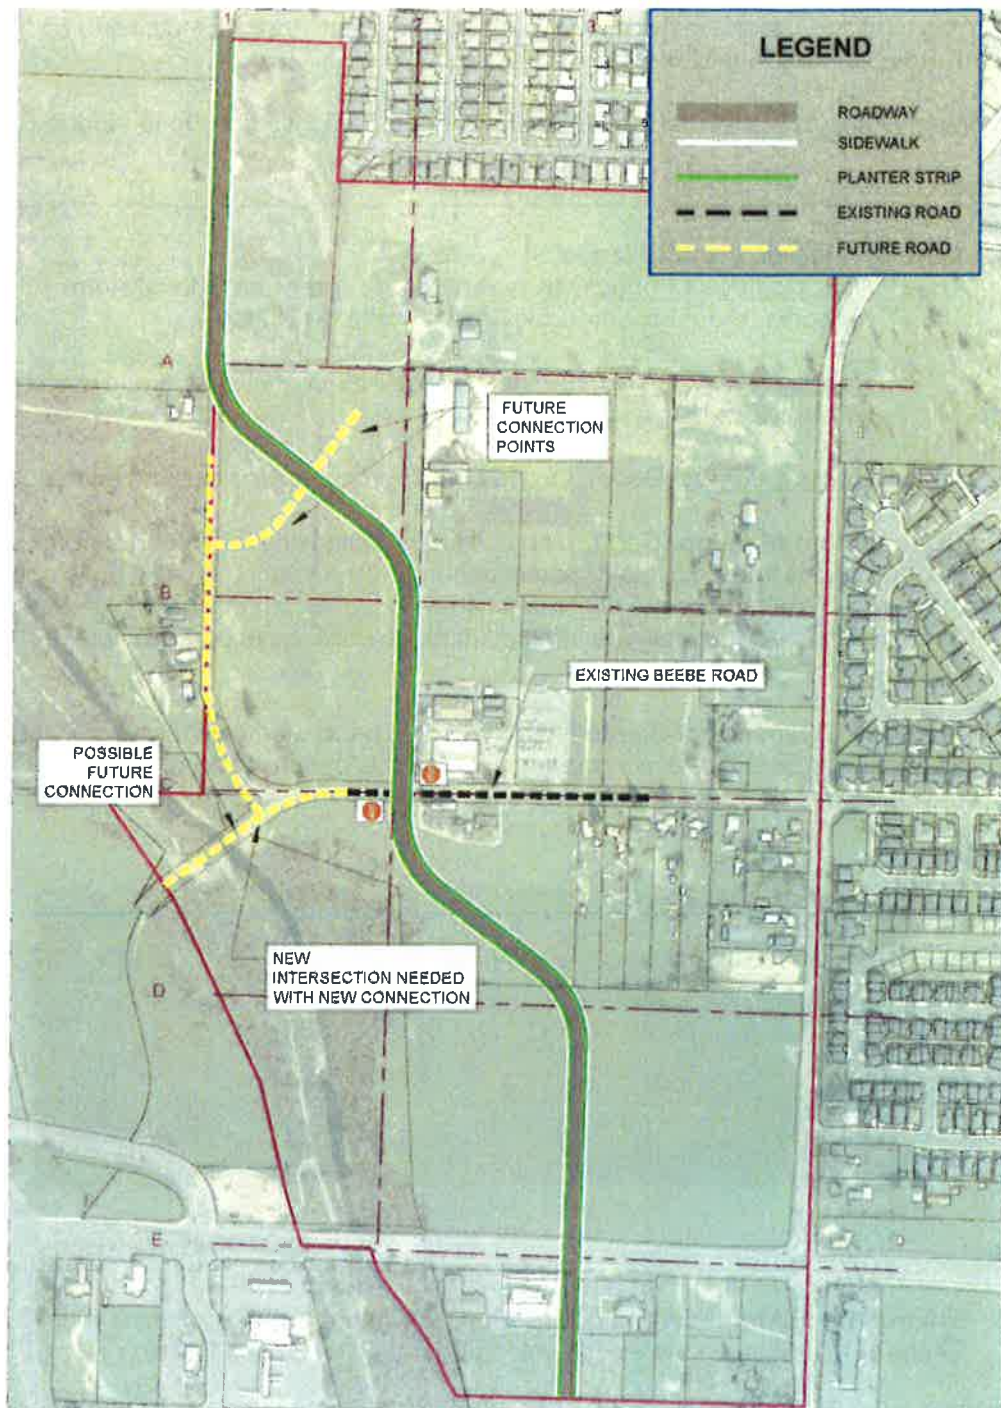 1
3
LEGEND
ROADWAY
SIDEWALK
PLANTER STRIP
EXISTING ROAD
FUTURE ROAD
A
FUTURE
CONNECTION
POINTS
B
EXISTING BEEBE ROAD
POSSIBLE
FUTURE
CONNECTION
NEW
INTERSECTION NEEDED
WITH NEW CONNECTION
D
E